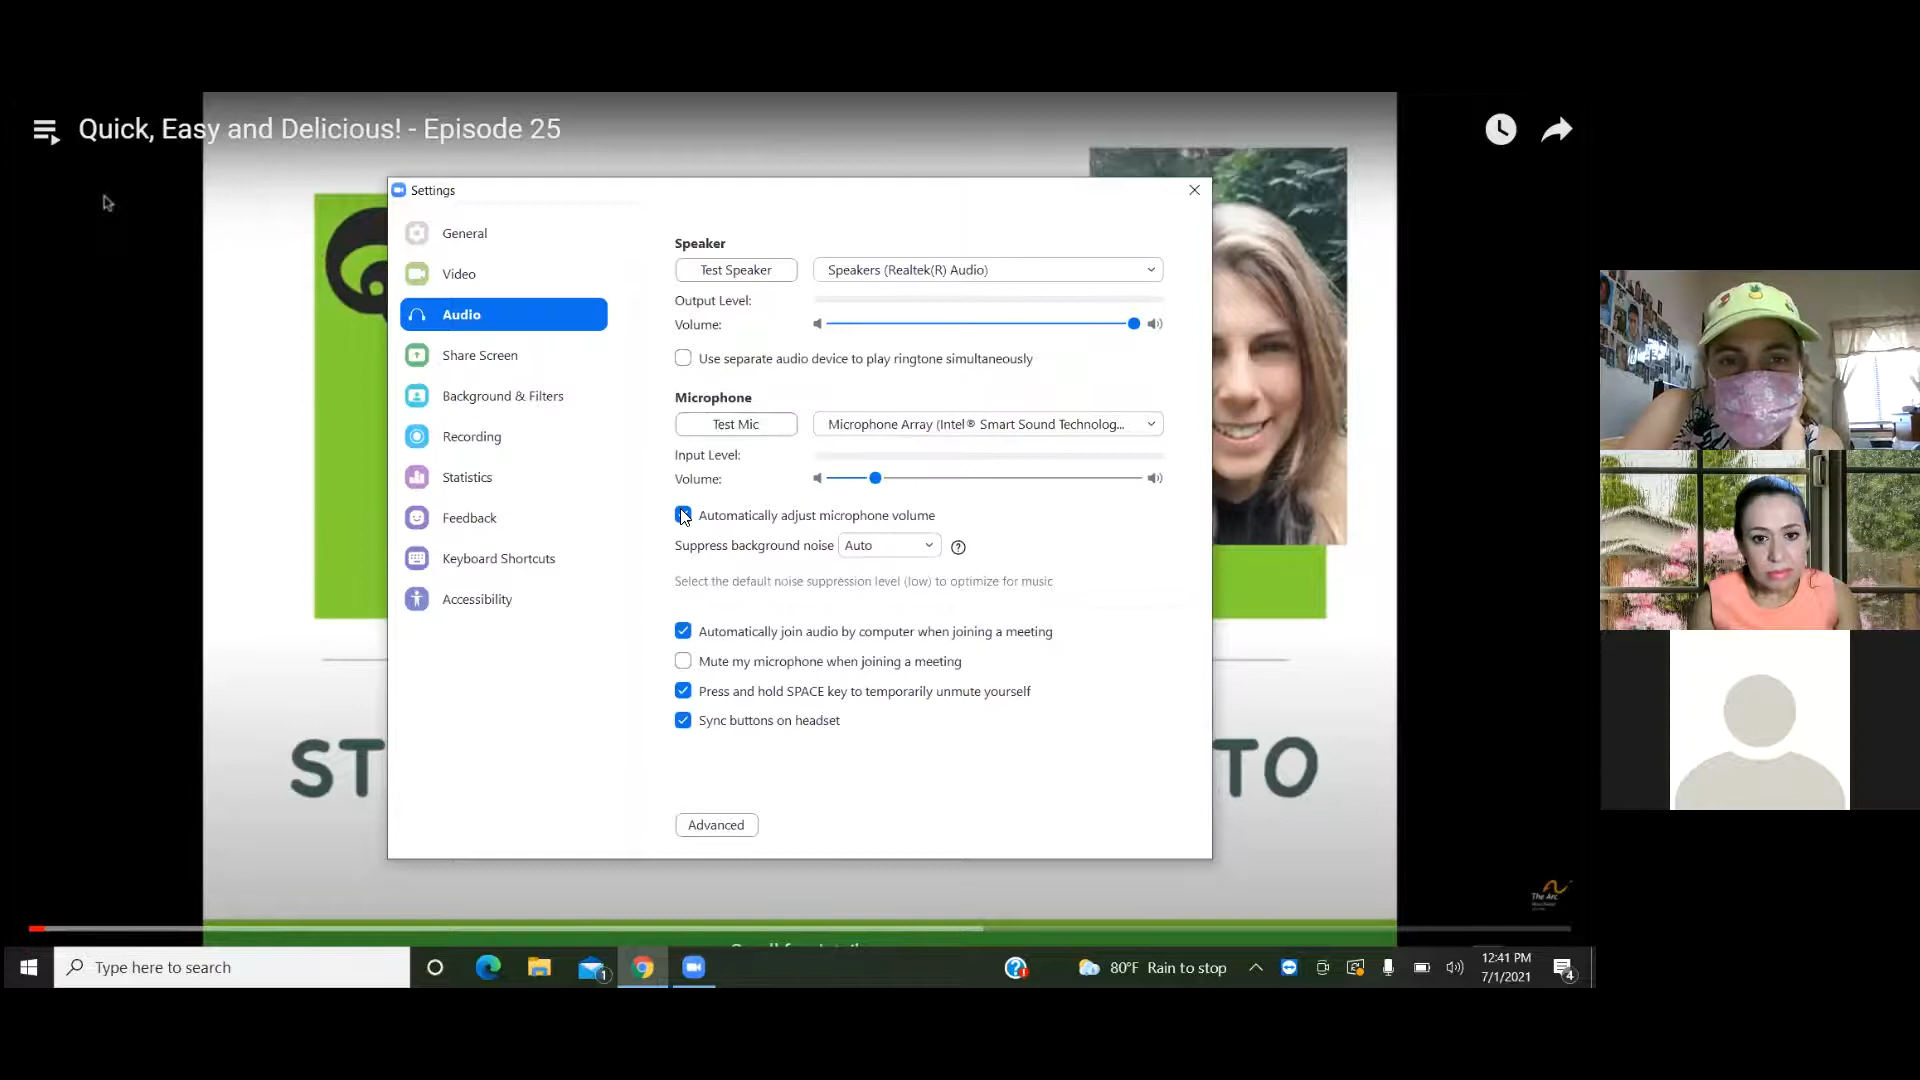 Quick, Easy and Delicious! - Episode 25
Settings
General
Video
Audio
Share Screen
Background & Filters
Recording
Statistics
Feedback
Keyboard Shortcuts
Accessibility
Speaker
Test Speaker
Speakers (Realtek(R) Audio)
Output Level:
Volume:
Use separate audio device to play ringtone simultaneously
Microphone
Test Mic
Microphone Array (Intel® Smart Sound Technolog...
Input Level:
Volume:
Automatically adjust microphone volume
Suppress background noise Auto
Select the default noise suppression level (low) to optimize for music
Automatically join audio by computer when joining a meeting
Mute my microphone when joining a meeting
Press and hold SPACE key to temporarily unmute yourself
Sync buttons on headset
Advanced
ST
TO
The Arc
Type here to search
1
80°F Rain to stop
12:41 PM
7/1/2021
4